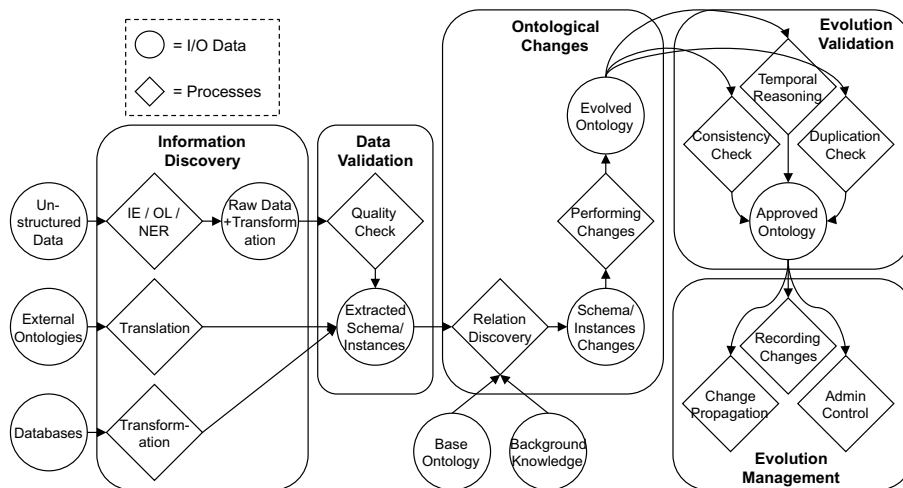 = I/O Data
= Processes
Information
Discovery
Data
Validation
Ontological
Changes
Evolution
Validation
Un-
structured
Data
IE / OL /
NER
Raw Data
+Transform
ation
Quality
Check
Evolved
Ontology
Temporal
Reasoning
Consistency
Check
Duplication
Check
Performing
Changes
Approved
Ontology
External
Ontologies
Translation
Extracted
Schema/
Instances
Relation
Discovery
Schema/
Instances
Changes
Recording
Changes
Change
Propagation
Admin
Control
Databases
Transform-
ation
Base
Ontology
Background
Knowledge
Evolution
Management